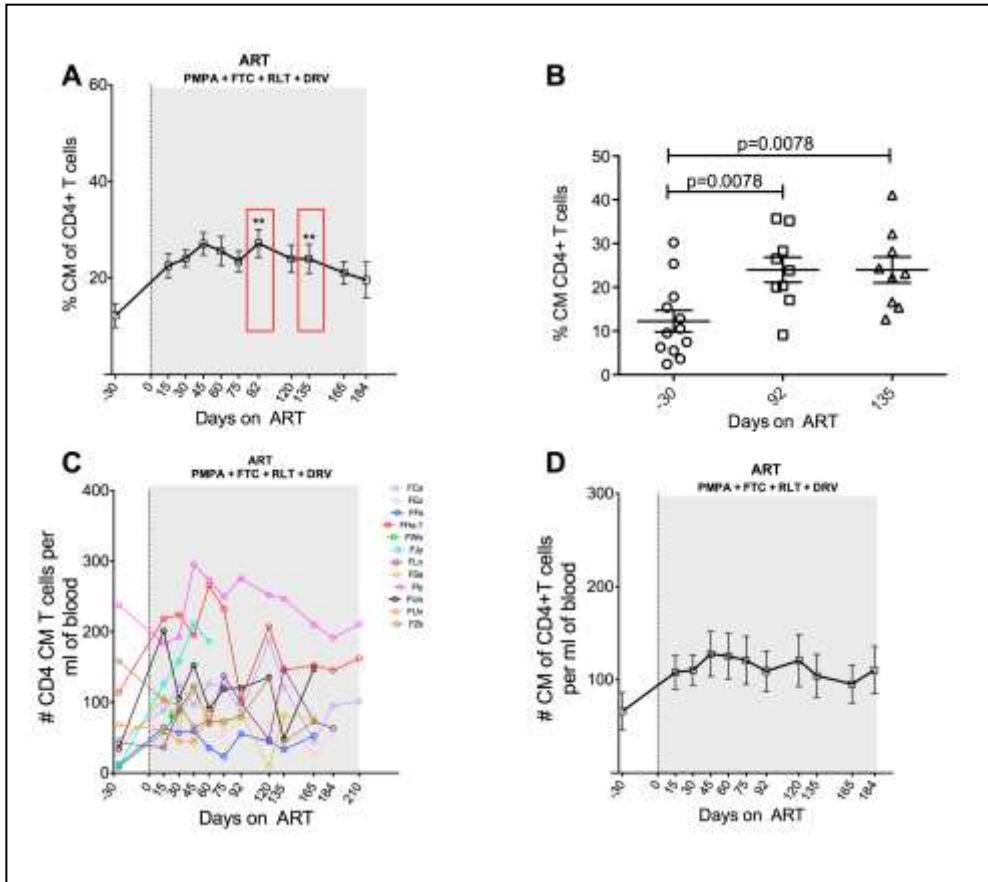 A
ART
PMPA + FTC + RLT + DRV
% CM of CD4+ T cells
60
40
20
**
**
-30
0
15
30
45
60
75
92
120
135
165
184
Days on ART
B
% CM CD4+ T cells
50
40
30
20
10
0
p=0.0078
p=0.0078
-30
92
135
Days on ART
C
ART
PMPA + FTC + RLT + DRV
# CD4 CM T cells per
ml of blood
400
300
200
100
0
-30
0
15
30
45
60
75
92
120
135
165
184
210
Days on ART
D
ART
PMPA + FTC + RLT + DRV
# CM of CD4+T cells
per ml of blood
300
200
100
-30
0
15
30
45
60
75
92
120
135
165
184
Days on ART